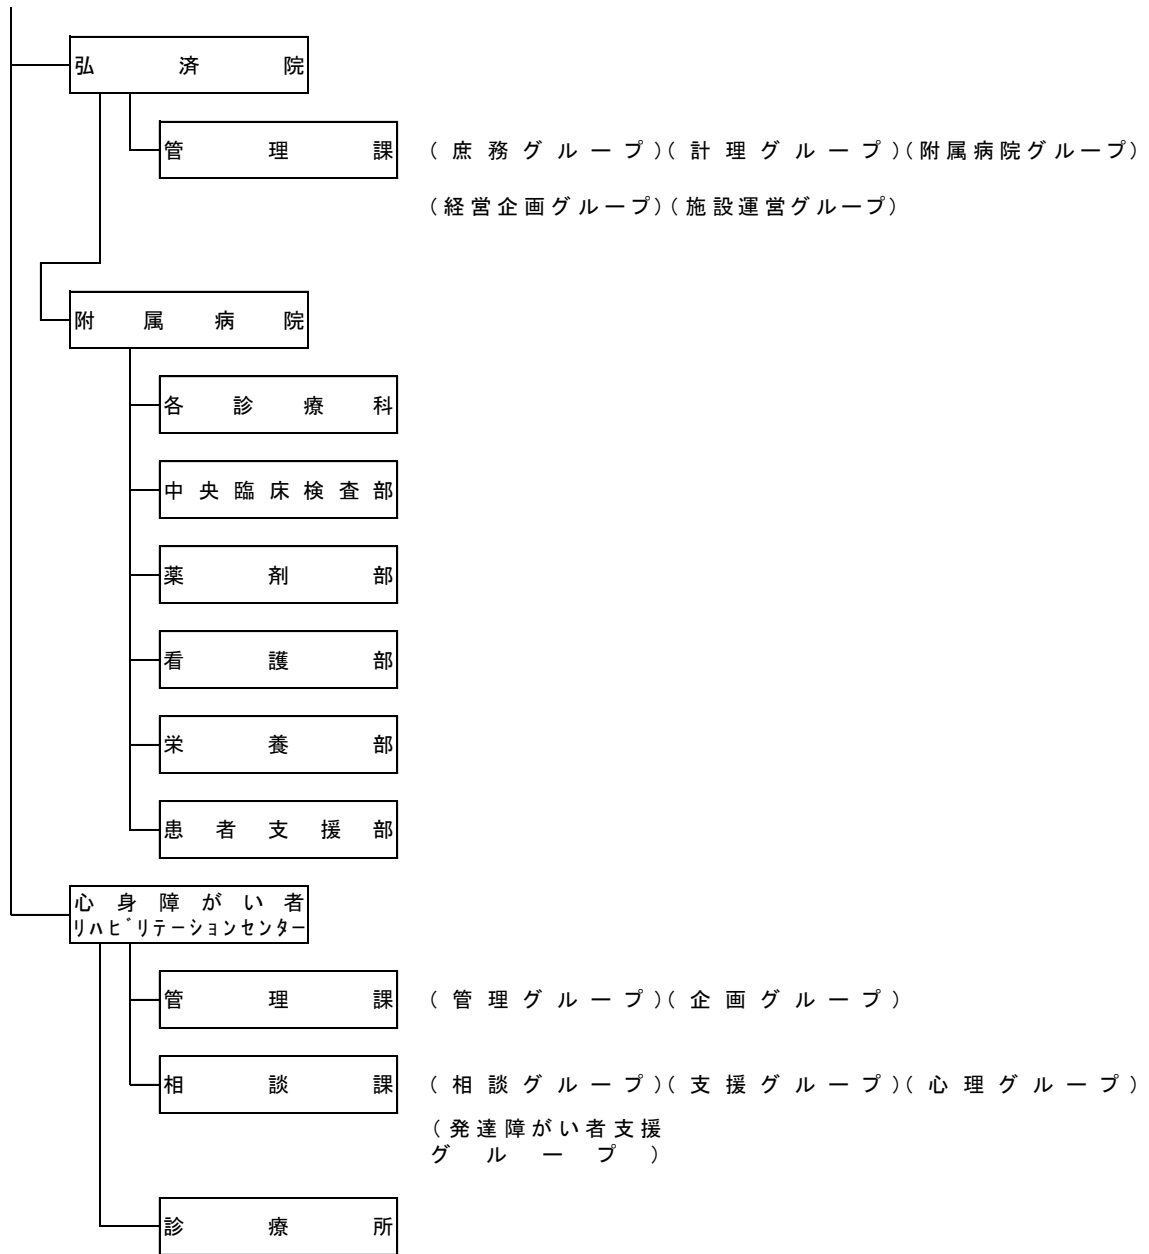 弘済院
管理課 (庶務グループ)(計理グループ)(附属病院グループ)
(経営企画グループ)(施設運営グループ)
附属病院
各診療科
中央臨床検査部
薬剤部
看護部
栄養部
患者支援部
心身障がい者
リハビリテーションセンター
管理課 (管理グループ)(企画グループ)
相談課 (相談グループ)(支援グループ)(心理グループ)
(発達障がい者支援
グループ)
診療所